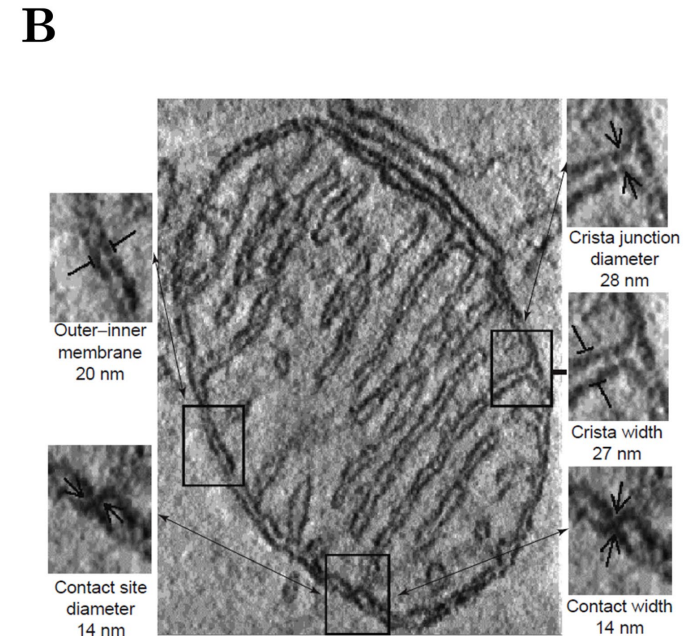 B
Outer–inner
membrane
20 nm
Contact site
diameter
14 nm
Crista junction
diameter
28 nm
Crista width
27 nm
Contact width
14 nm